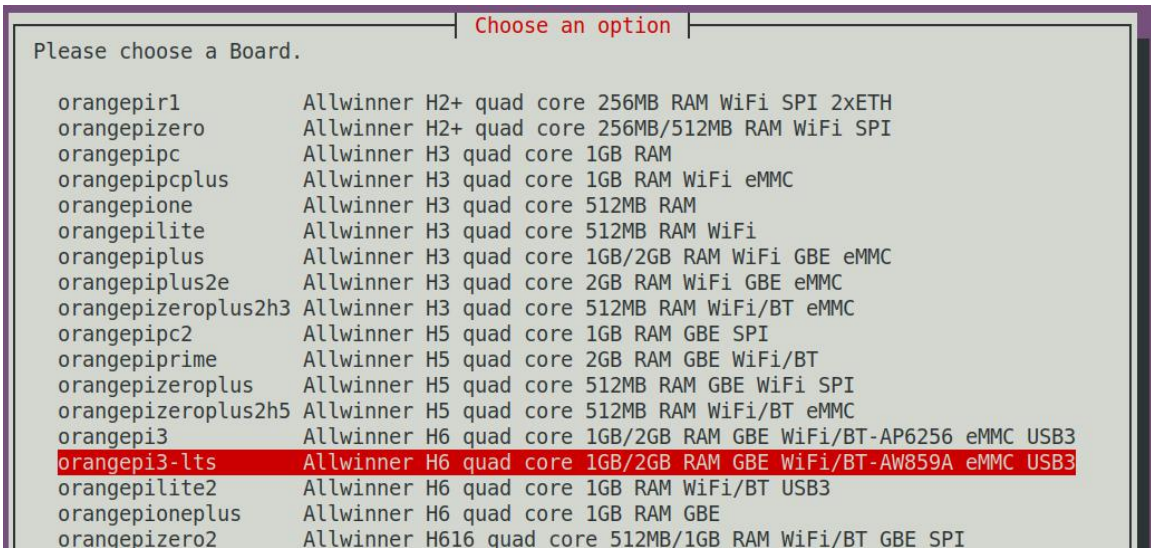 Choose an option
Please choose a Board.
orangepir1 Allwinner H2+ quad core 256MB RAM WiFi SPI 2xETH
orangepizero Allwinner H2+ quad core 256MB/512MB RAM WiFi SPI
orangepipc Allwinner H3 quad core 1GB RAM
orangepipcplus Allwinner H3 quad core 1GB RAM WiFi eMMC
orangepione Allwinner H3 quad core 512MB RAM
orangepilite Allwinner H3 quad core 512MB RAM WiFi
orangepiplus Allwinner H3 quad core 1GB/2GB RAM WiFi GBE eMMC
orangepiplus2e Allwinner H3 quad core 2GB RAM WiFi GBE eMMC
orangepizeroplus2h3 Allwinner H3 quad core 512MB RAM WiFi/BT eMMC
orangepipc2 Allwinner H5 quad core 1GB RAM GBE SPI
orangepiprime Allwinner H5 quad core 2GB RAM GBE WiFi/BT
orangepizeroplus Allwinner H5 quad core 512MB RAM GBE WiFi SPI
orangepizeroplus2h5 Allwinner H5 quad core 512MB RAM WiFi/BT eMMC
orangepi3 Allwinner H6 quad core 1GB/2GB RAM GBE WiFi/BT-AP6256 eMMC USB3
orangepi3-lts Allwinner H6 quad core 1GB/2GB RAM GBE WiFi/BT-AW859A eMMC USB3
orangepilite2 Allwinner H6 quad core 1GB RAM WiFi/BT USB3
orangepioneplus Allwinner H6 quad core 1GB RAM GBE
orangepizero2 Allwinner H616 quad core 512MB/1GB RAM WiFi/BT GBE SPI